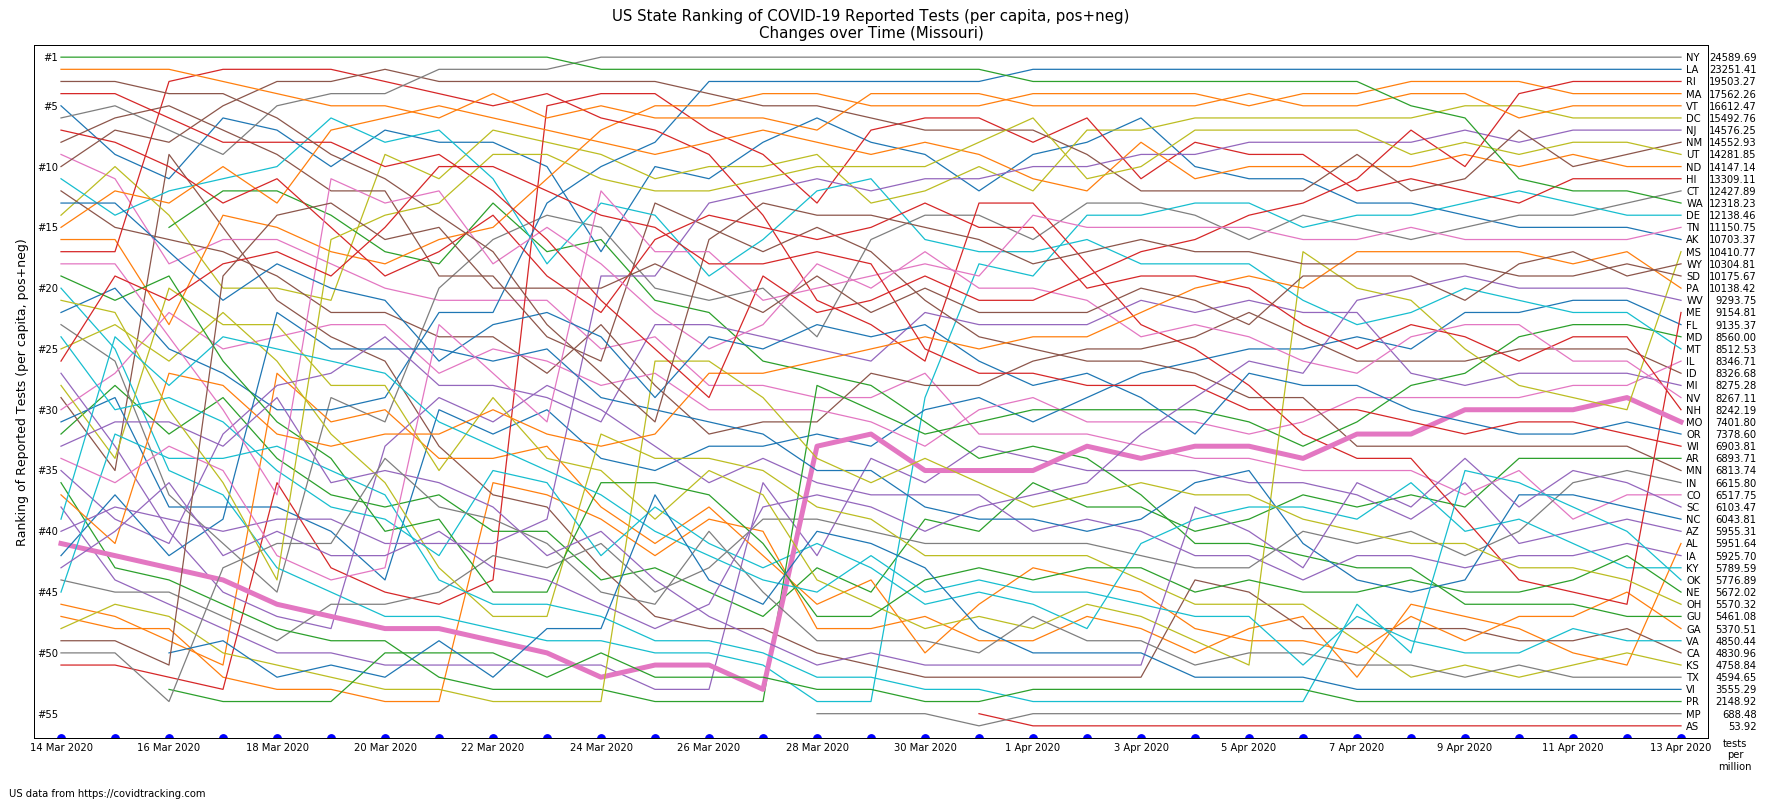 US State Ranking of COVID-19 Reported Tests (per capita, pos+neg)
Changes over Time (Missouri)
Ranking of Reported Tests (per capita, pos+neg)
#1
#5
#10
#15
#20
#25
#30
#35
#40
#45
#50
#55
NY 24589.69
LA 23251.41
RI 19503.27
MA 17562.26
VT 16612.47
DC 15492.76
NJ 14576.25
NM 14552.93
UT 14281.85
ND 14147.14
HI 13309.11
CT 12427.89
WA 12318.23
DE 12138.46
TN 11150.75
AK 10703.37
MS 10410.77
WY 10304.81
SD 10175.67
PA 10138.42
WV 9293.75
ME 9154.81
FL 9135.37
MD 8560.00
MT 8512.53
IL 8346.71
ID 8326.68
MI 8275.28
NV 8267.11
NH 8242.19
MO 7401.80
OR 7378.60
WI 6903.81
AR 6893.71
MN 6813.74
IN 6615.80
CO 6517.75
SC 6103.47
NC 6043.81
AZ 5955.31
AL 5951.64
IA 5925.70
KY 5789.59
OK 5776.89
NE 5672.02
OH 5570.32
GU 5461.08
GA 5370.51
VA 4850.44
CA 4830.96
KS 4758.84
TX 4594.65
VI 3555.29
PR 2148.92
MP 688.48
AS 53.92
14 Mar 2020
16 Mar 2020
18 Mar 2020
20 Mar 2020
22 Mar 2020
24 Mar 2020
26 Mar 2020
28 Mar 2020
30 Mar 2020
1 Apr 2020
3 Apr 2020
5 Apr 2020
7 Apr 2020
9 Apr 2020
11 Apr 2020
13 Apr 2020
tests
per
million
US data from https://covidtracking.com